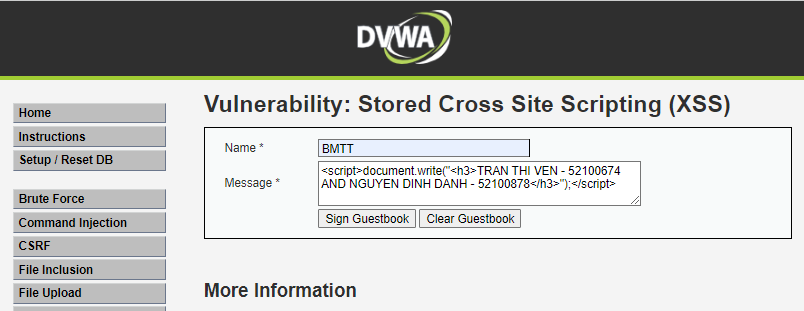 DVWA
Vulnerability: Stored Cross Site Scripting (XSS)
Home
Instructions
Setup / Reset DB
Brute Force
Command Injection
CSRF
File Inclusion
File Upload
Name *
BMTT
Message *
<script>document.write("<h3>TRAN THI VEN - 52100674
AND NGUYEN DINH DANH - 52100878</h3>");</script>
Sign Guestbook
Clear Guestbook
More Information